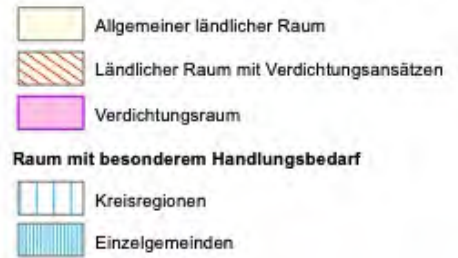 Allgemeiner ländlicher Raum
Ländlicher Raum mit Verdichtungsansätzen
Verdichtungsraum
Raum mit besonderem Handlungsbedarf
Kreisregionen
Einzelgemeinden